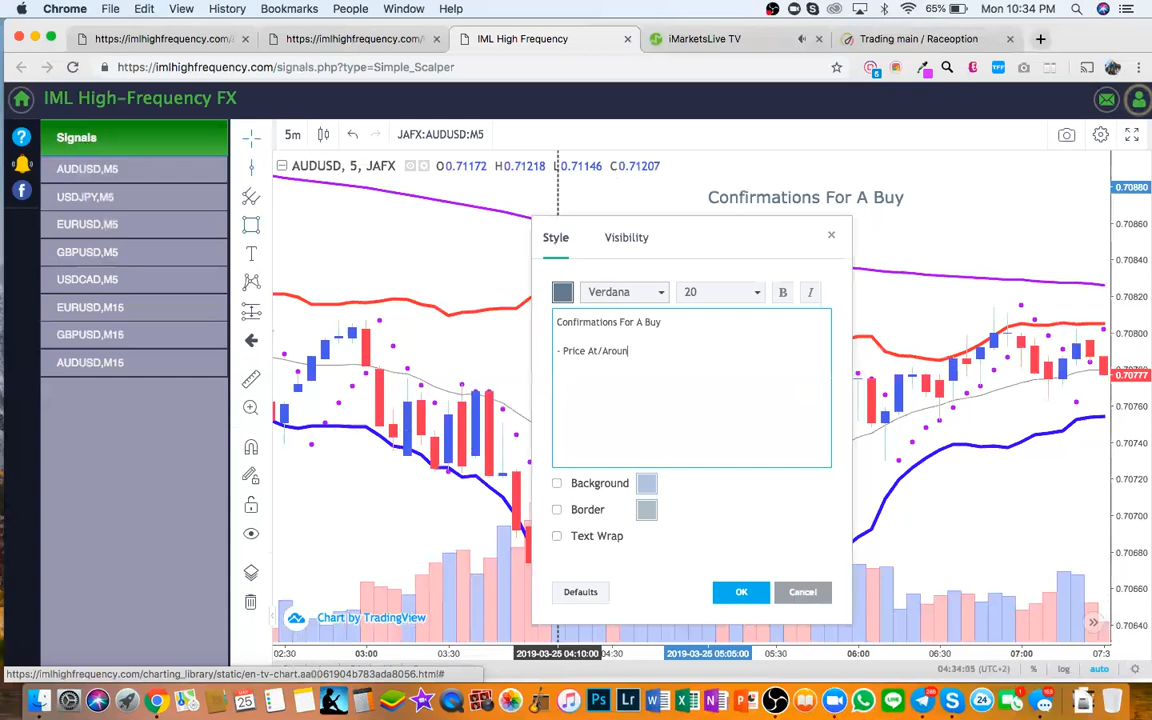 Chrome File Edit View History Bookmarks People Window Help 65% Mon 10:34 PM
https://imlhighfrequency.com/ https://imlhighfrequency.com/ IML High Frequency iMarketsLive TV Trading main / Raceoption
https://imlhighfrequency.com/signals.php?type=Simple_Scalper
IML High-Frequency FX
Signals
AUDUSD,M5
USDJPY,M5
EURUSD,M5
GBPUSD,M5
USDCAD,M5
EURUSD,M15
GBPUSD,M15
AUDUSD,M15
5m JAFX:AUDUSD:M5
AUDUSD, 5, JAFX O0.71172 H0.71218 L0.71146 C0.71207
Confirmations For A Buy
Style Visibility
Verdana 20 B I
Confirmations For A Buy
- Price At/Aroun
Background
Border
Text Wrap
Defaults OK Cancel
0.70880
0.70860
0.70840
0.70820
0.70800
0.70777
0.70760
0.70740
0.70720
0.70700
0.70680
0.70660
0.70640
Chart by TradingView
02:30 03:00 03:30 2019-03-25 04:10:00 04:30 2019-03-25 05:05:00 05:30 06:00 06:30 07:00 07:3
https://imlhighfrequency.com/charting_library/static/en-tv-chart.aa0061904b783ada8056.html#
04:34:05 (UTC+2) % log auto